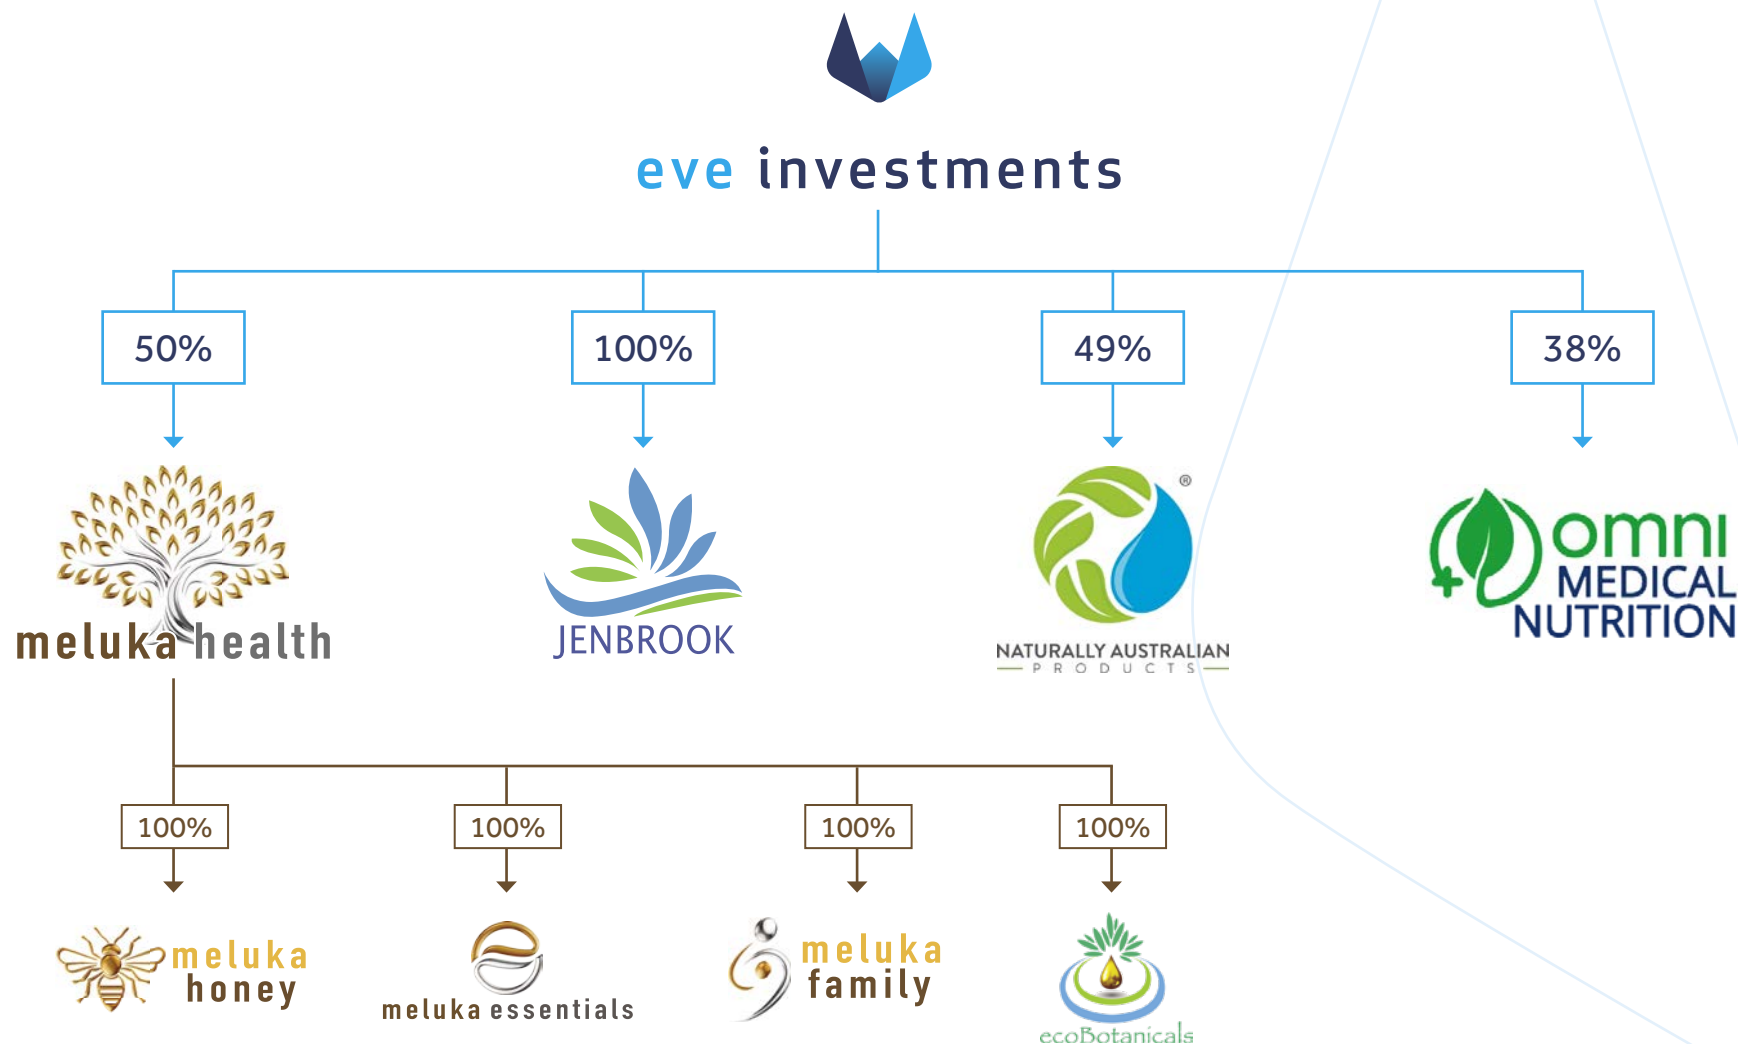 eve investments
50%
100%
49%
38%
meluka health
JENBROOK
®
NATURALLY AUSTRALIAN
PRODUCTS
omni
MEDICAL
NUTRITION
100%
100%
100%
100%
meluka
honey
meluka essentials
meluka
family
ecoBotanicals